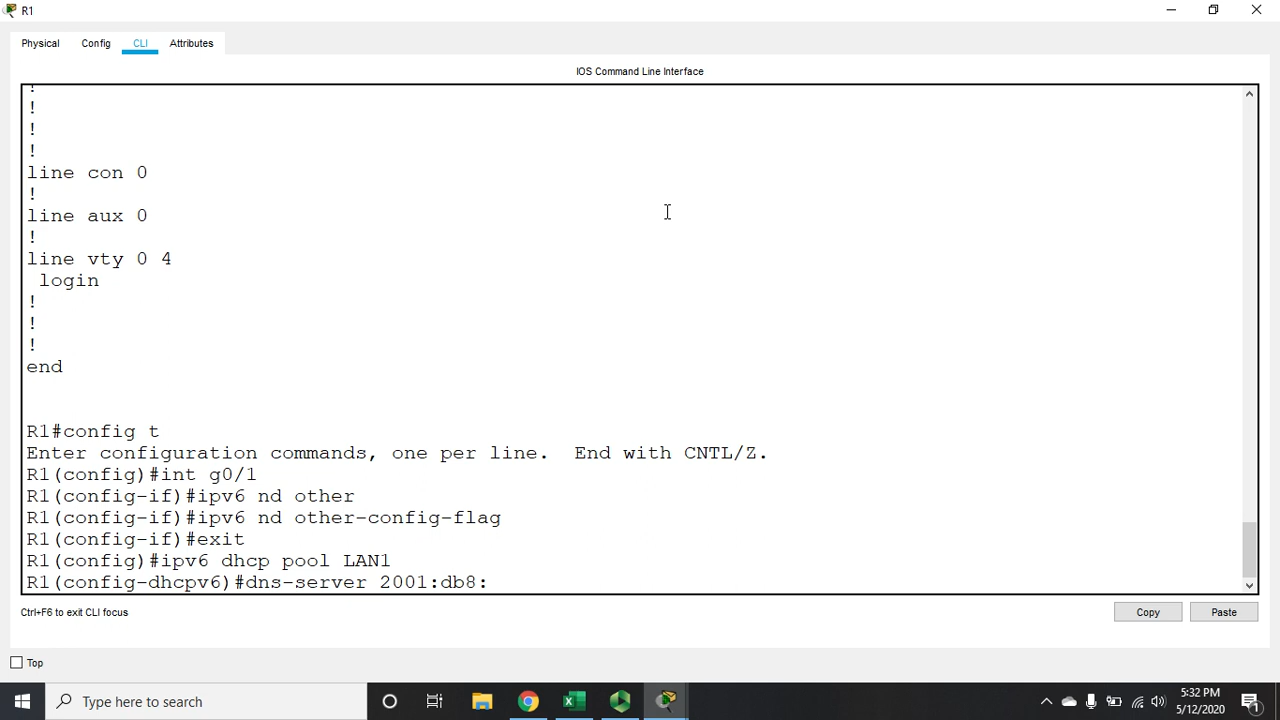 R1
Physical Config CLI Attributes
IOS Command Line Interface
!
!
!
!
line con 0
!
line aux 0
!
line vty 0 4
login
!
!
!
end
R1#config t
Enter configuration commands, one per line. End with CNTL/Z.
R1(config)#int g0/1
R1(config-if)#ipv6 nd other
R1(config-if)#ipv6 nd other-config-flag
R1(config-if)#exit
R1(config)#ipv6 dhcp pool LAN1
R1(config-dhcpv6)#dns-server 2001:db8:
Ctrl+F6 to exit CLI focus
Copy Paste
Top
Type here to search
5:32 PM
5/12/2020
1